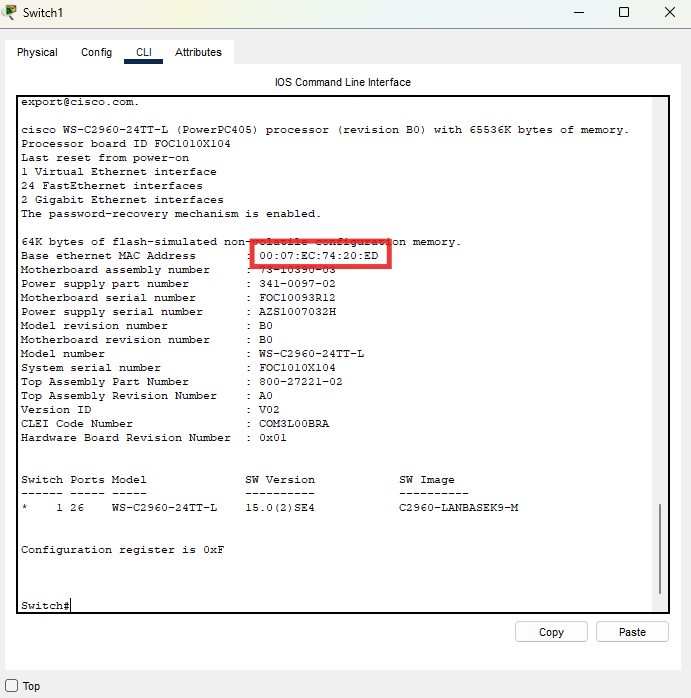 Switch1
Physical Config CLI Attributes
IOS Command Line Interface
export@cisco.com.
cisco WS-C2960-24TT-L (PowerPC405) processor (revision B0) with 65536K bytes of memory.
Processor board ID FOC1010X104
Last reset from power-on
1 Virtual Ethernet interface
24 FastEthernet interfaces
2 Gigabit Ethernet interfaces
The password-recovery mechanism is enabled.
64K bytes of flash-simulated non-volatile configuration memory.
Base ethernet MAC Address : 00:07:EC:74:20:ED
Motherboard assembly number : 73-10390-03
Power supply part number : 341-0097-02
Motherboard serial number : FOC10093R12
Power supply serial number : AZS1007032H
Model revision number : B0
Motherboard revision number : B0
Model number : WS-C2960-24TT-L
System serial number : FOC1010X104
Top Assembly Part Number : 800-27221-02
Top Assembly Revision Number : A0
Version ID : V02
CLEI Code Number : COM3L00BRA
Hardware Board Revision Number : 0x01
Switch Ports Model SW Version SW Image
------ ----- ----- ---------- ----------
* 1 26 WS-C2960-24TT-L 15.0(2)SE4 C2960-LANBASEK9-M
Configuration register is 0xF
Switch#
Copy Paste
Top